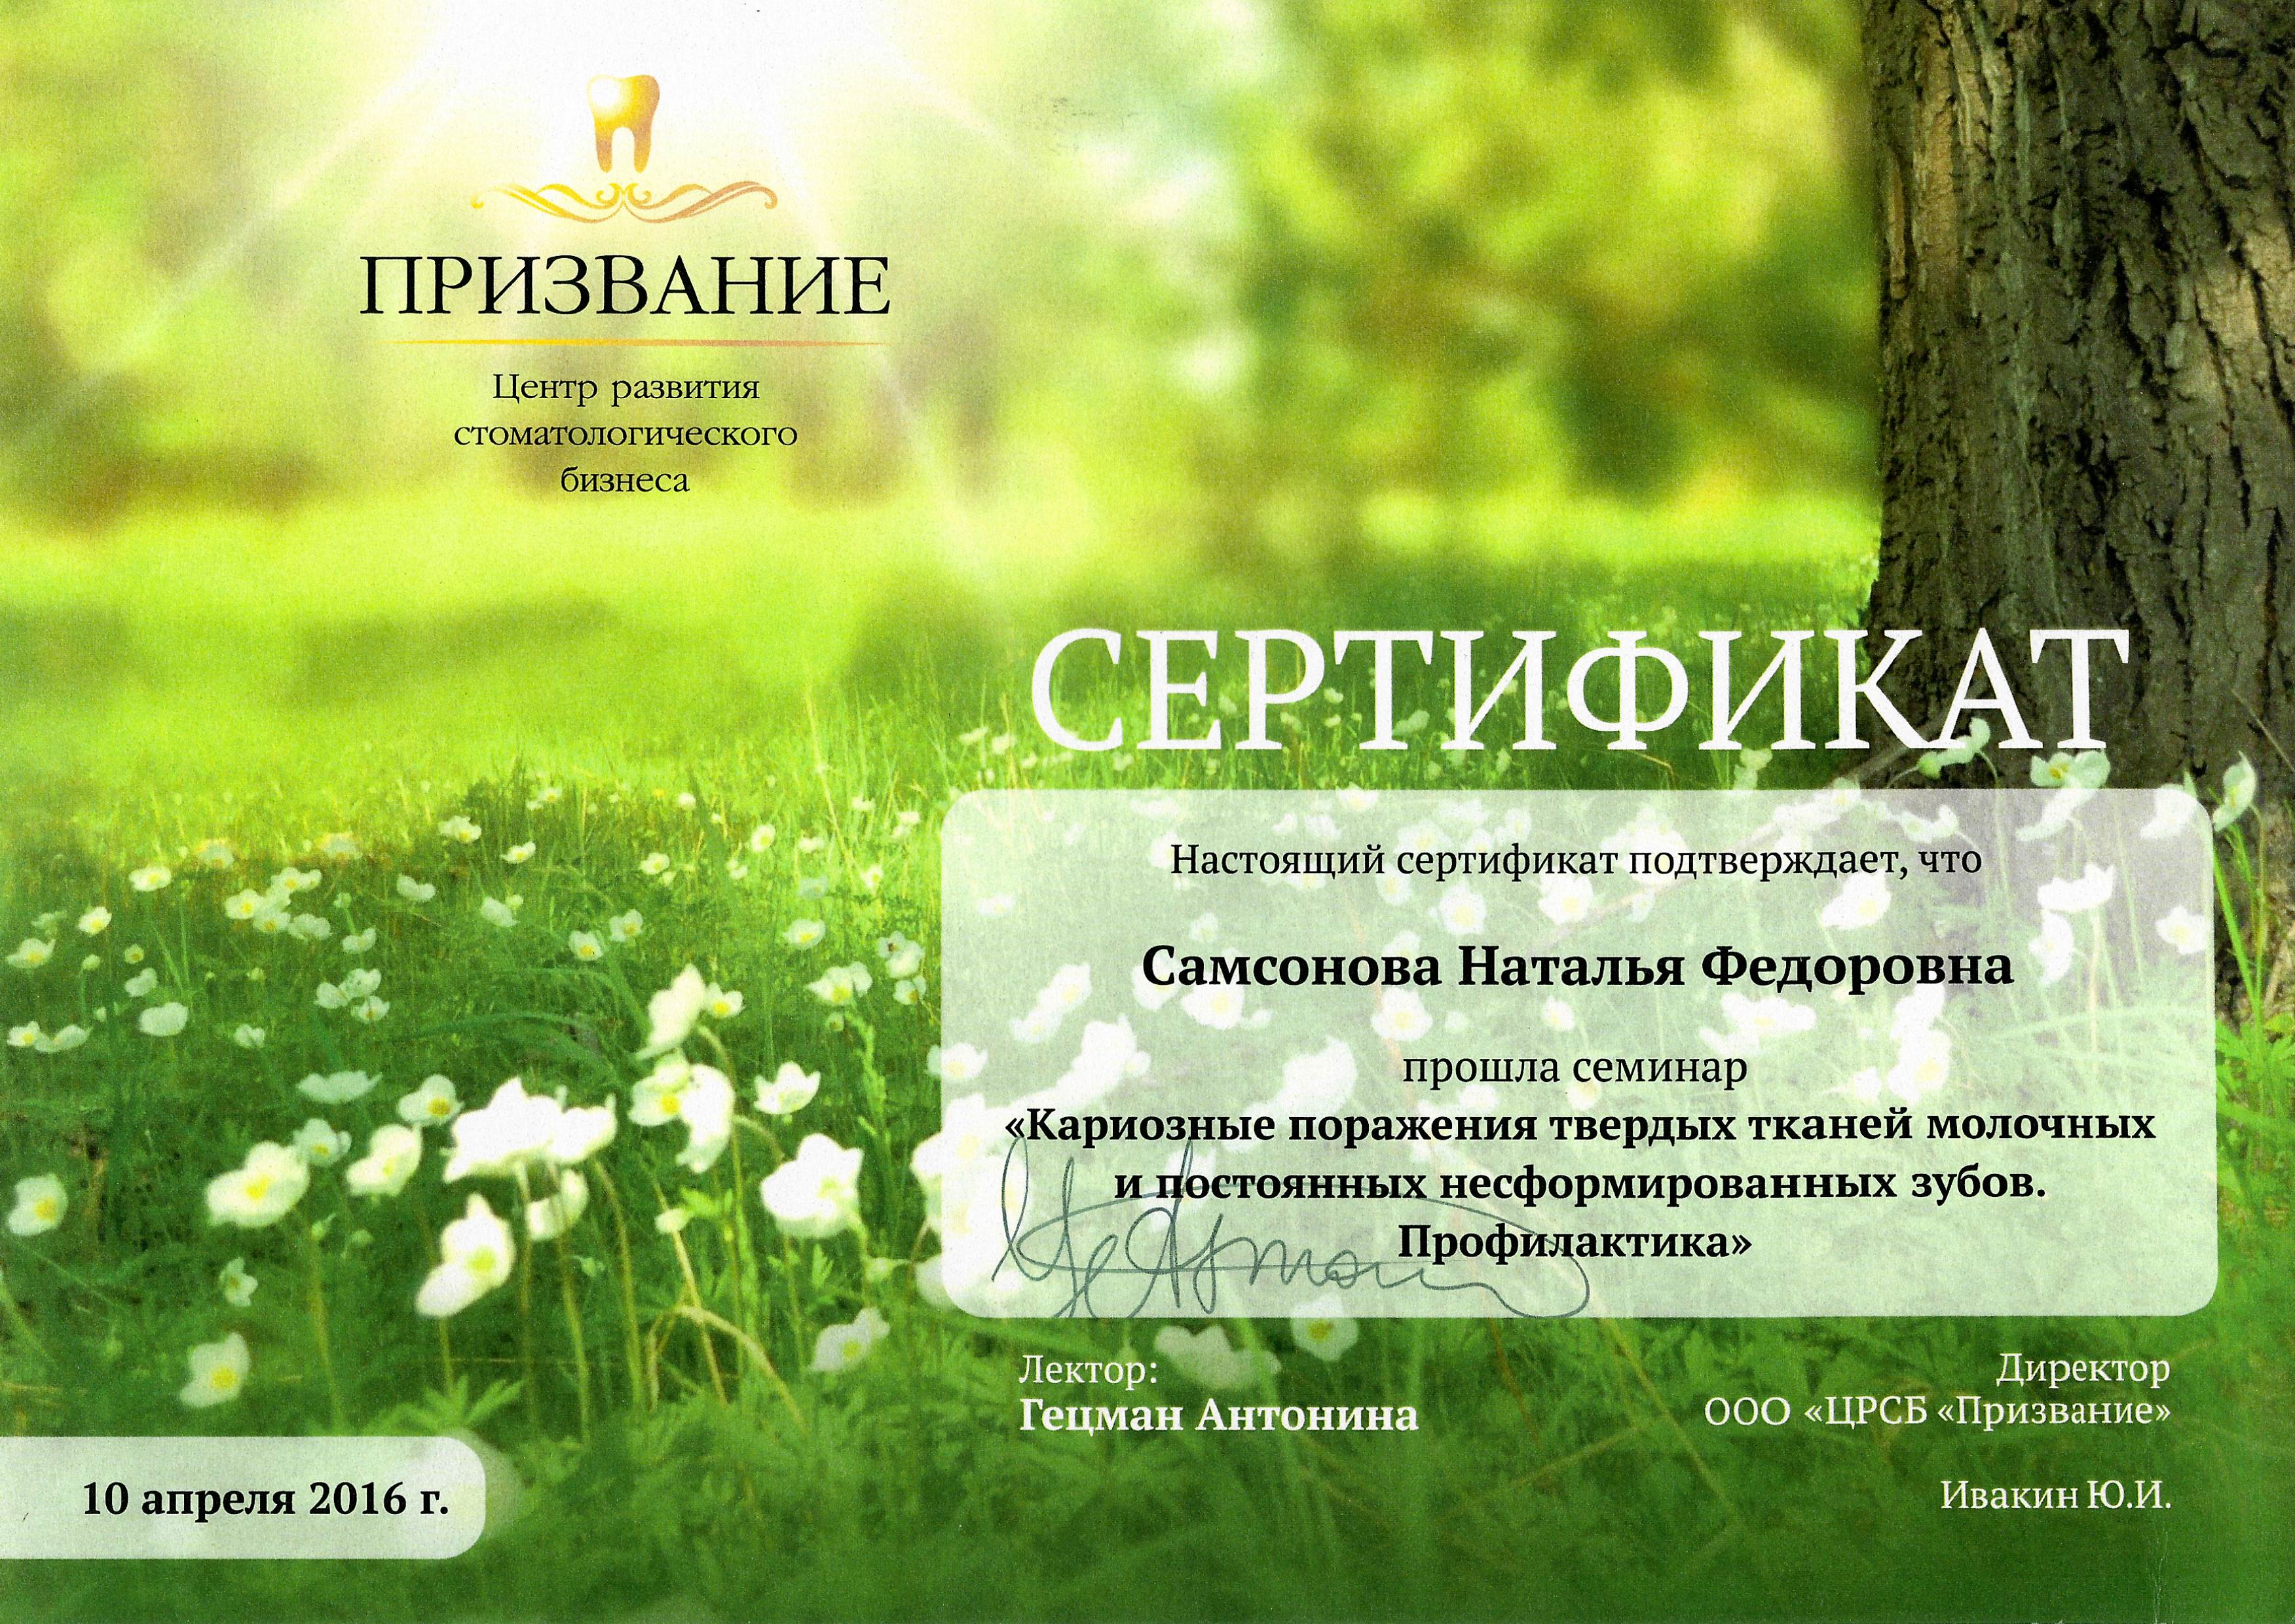 ПРИЗВАНИЕ
Центр развития
стоматологического
бизнеса
СЕРТИФИКАТ
Настоящий сертификат подтверждает, что
Самсонова Наталья Федоровна
прошла семинар
«Кариозные поражения твердых тканей молочных
и постоянных несформированных зубов.
Профилактика»
Лектор:
Гецман Антонина
Директор
ООО «ЦРСБ «Призвание»
Ивакин Ю.И.
10 апреля 2016 г.